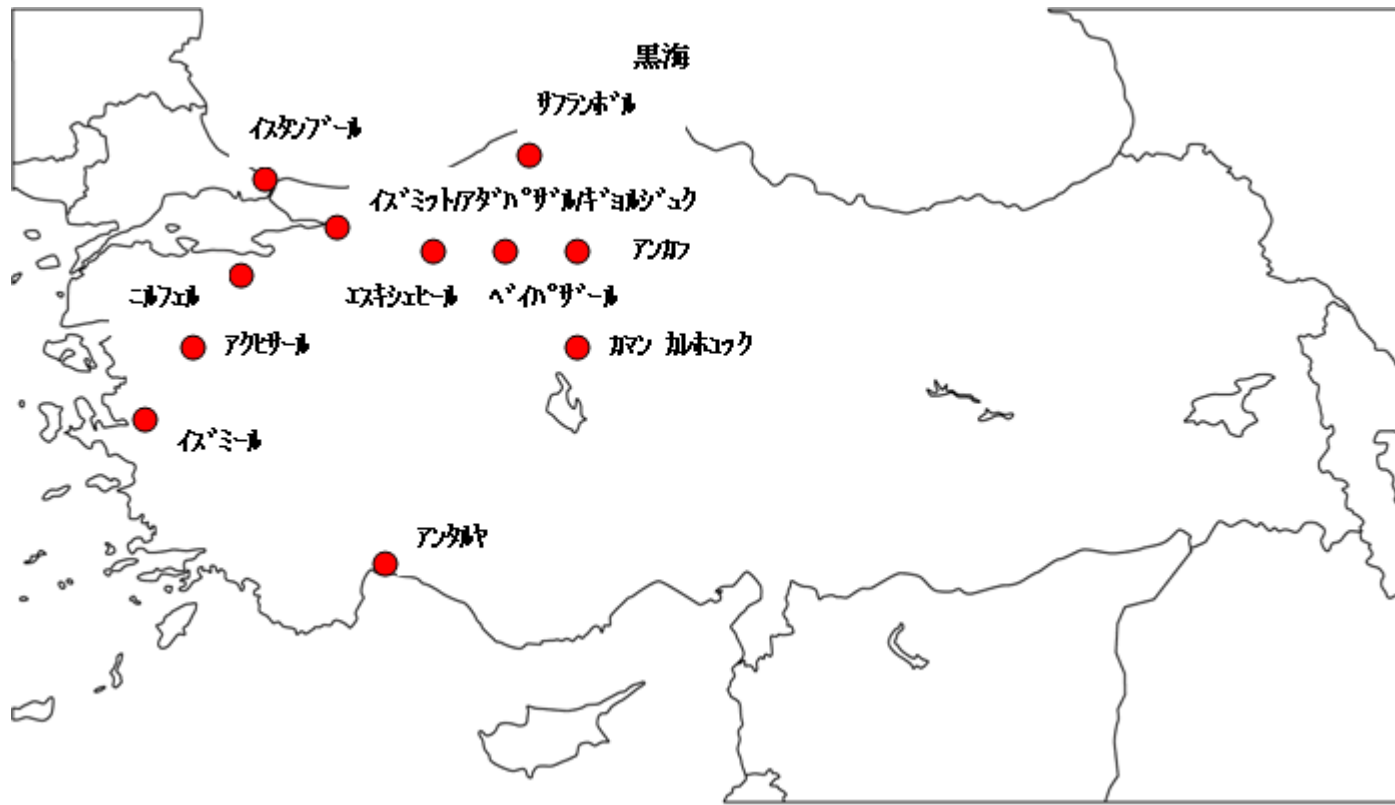 黒海
ｻﾌﾗﾝﾎﾞﾙ
ｲｽﾀﾝﾌﾞｰﾙ
ｲｽﾞﾐｯﾄ/ｱﾀﾞﾊﾟｻﾞﾙ/ｷﾞｮﾙｼﾞｭｸ
ｱﾝｶﾗ
ﾆﾙﾌｪﾙ
ｴｽｷｼｪﾋｰﾙ
ﾍﾞｲﾊﾟｻﾞｰﾙ
ｱｸﾋｻｰﾙ
ｶﾏﾝ ｶﾚﾎｭｯｸ
ｲｽﾞﾐｰﾙ
ｱﾝﾀﾙﾔ